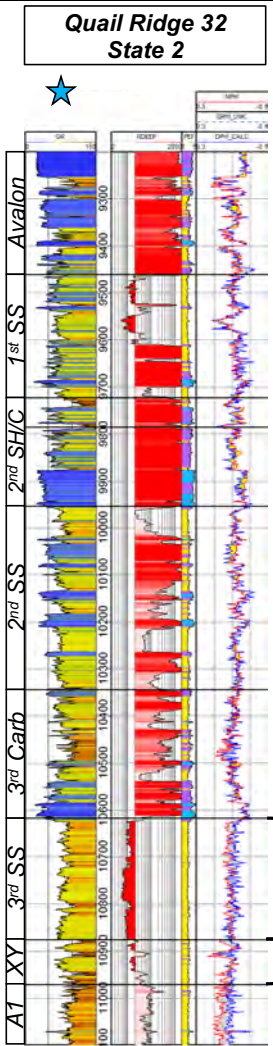 Quail Ridge 32
State 2
GR
RDEEP
PEF
NPHI
DPHI_CALC
Avalon
9300
9400
1st SS
9500
9600
9700
2nd SH/C
9800
9900
2nd SS
10000
10100
10200
10300
3rd Carb
10400
10500
10600
3rd SS
10700
10800
XY
10900
A1
11000